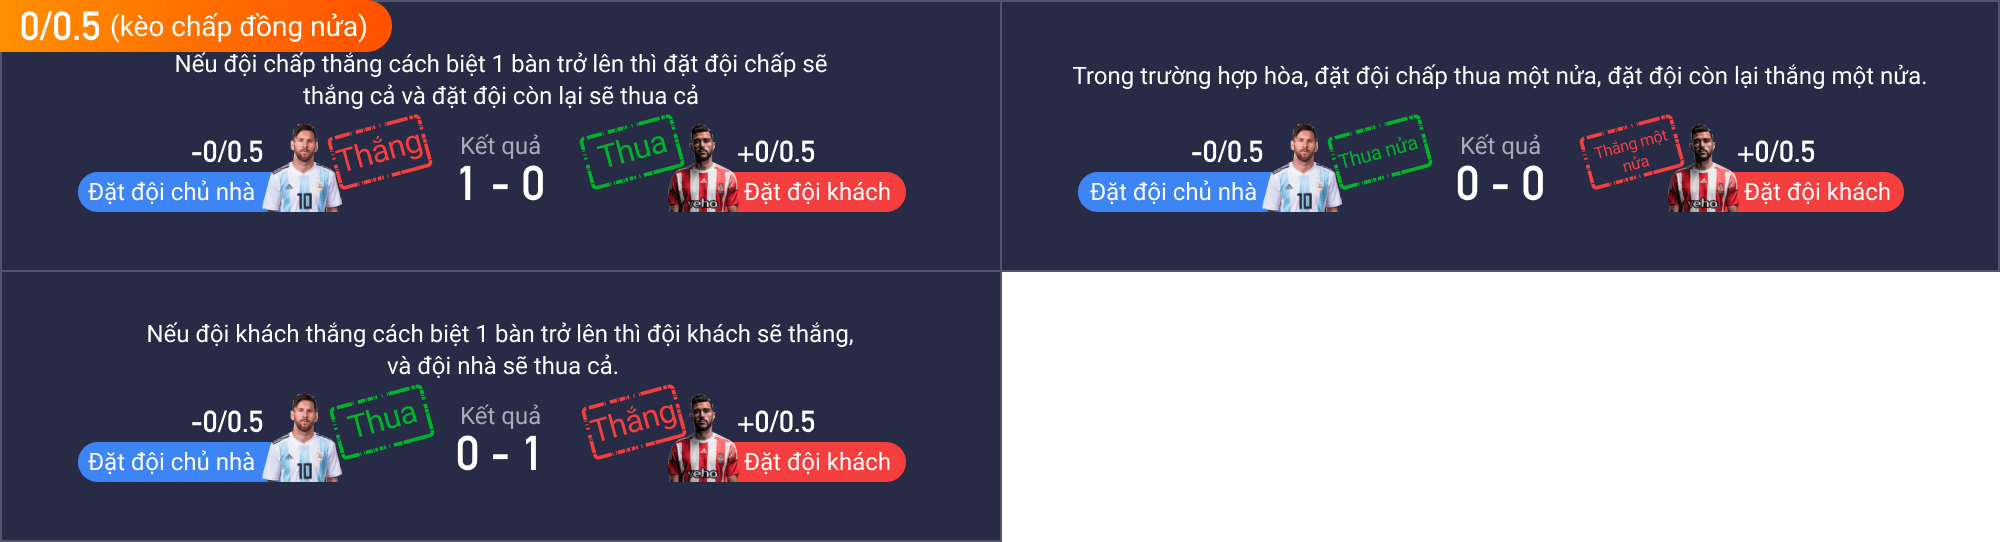 0/0.5 (kèo chấp đồng nửa)
Nếu đội chấp thắng cách biệt 1 bàn trở lên thì đặt đội chấp sẽ
thắng cả và đặt đội còn lại sẽ thua cả
-0/0.5
Đặt đội chủ nhà
10
Thắng
Kết quả
1 - 0
Thua
veho
+0/0.5
Đặt đội khách
Trong trường hợp hòa, đặt đội chấp thua một nửa, đặt đội còn lại thắng một nửa.
-0/0.5
Đặt đội chủ nhà
10
Thua nửa
Kết quả
0 - 0
Thắng một
nửa
veho
+0/0.5
Đặt đội khách
Nếu đội khách thắng cách biệt 1 bàn trở lên thì đội khách sẽ thắng,
và đội nhà sẽ thua cả.
-0/0.5
Đặt đội chủ nhà
10
Thua
Kết quả
0 - 1
Thắng
veho
+0/0.5
Đặt đội khách